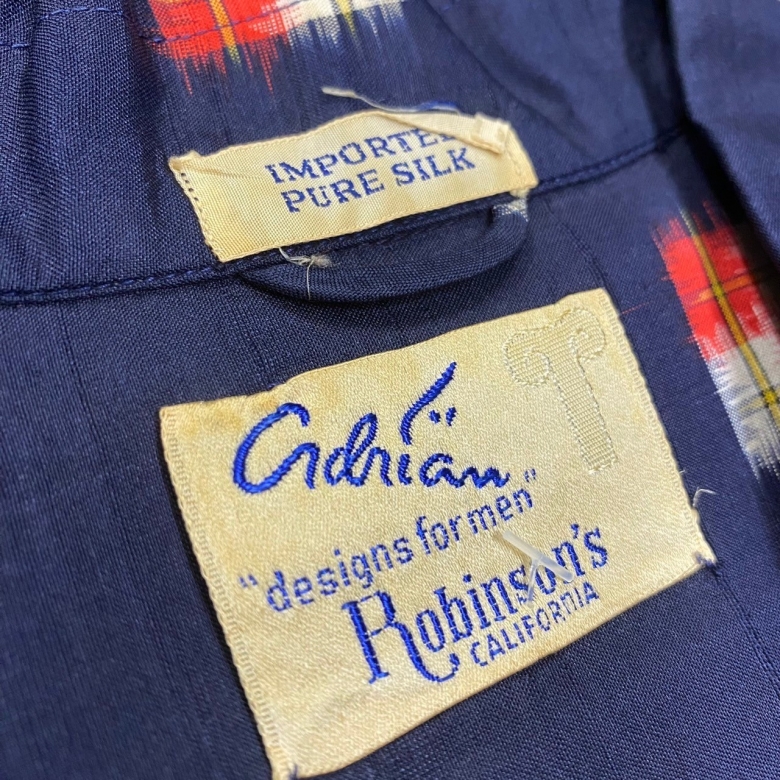 IMPORTED
PURE SILK
Adrian
"designs for men"
Robinson's
CALIFORNIA